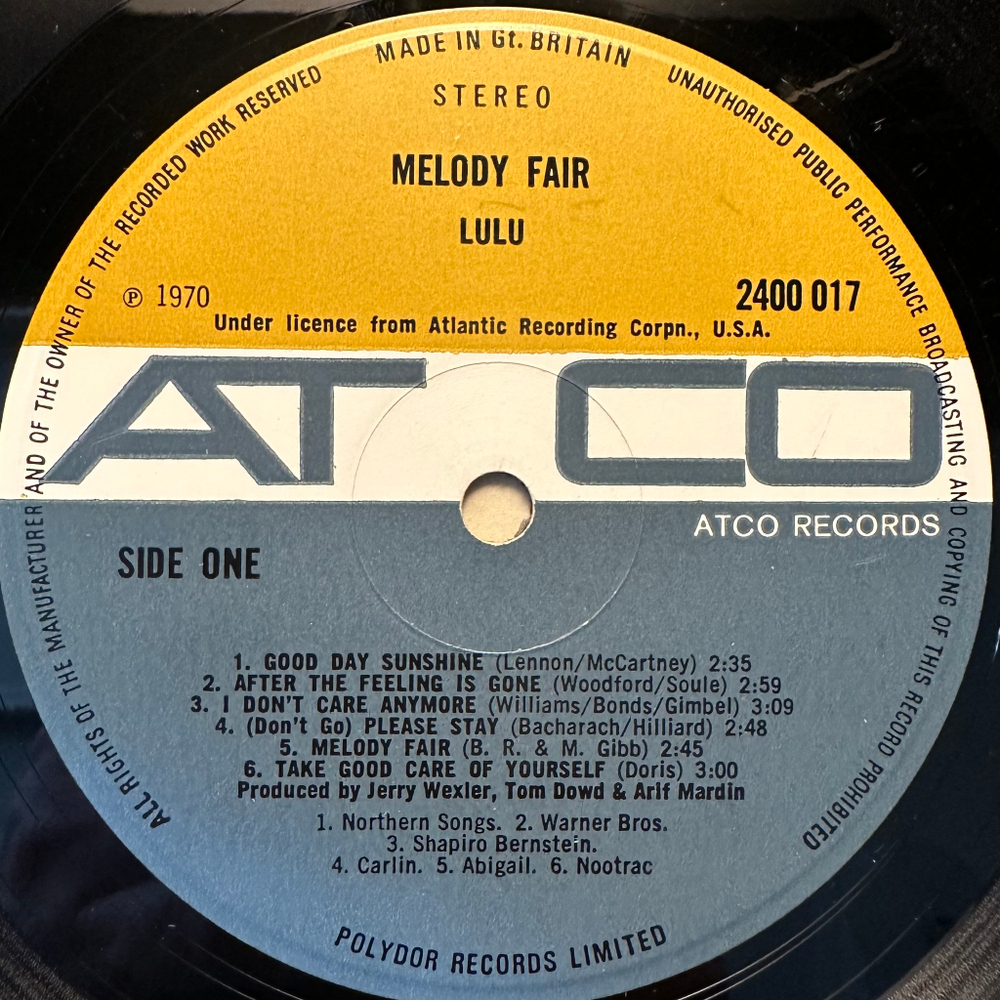 MADE IN Gt. BRITAIN
UNAUTHORISED PUBLIC PERFORMANCE BROADCASTING AND COPYING OF THIS RECORD PROHIBITED
ALL RIGHTS OF THE MANUFACTURER AND OF THE OWNER OF THE RECORDED WORK RESERVED
STEREO
MELODY FAIR
LULU
℗ 1970
2400 017
Under licence from Atlantic Recording Corpn., U.S.A.
ATCO
ATCO RECORDS
SIDE ONE
1. GOOD DAY SUNSHINE (Lennon/McCartney) 2:35
2. AFTER THE FEELING IS GONE (Woodford/Soule) 2:59
3. I DON'T CARE ANYMORE (Williams/Bonds/Gimbel) 3:09
4. (Don't Go) PLEASE STAY (Bacharach/Hilliard) 2:48
5. MELODY FAIR (B. R. & M. Gibb) 2:45
6. TAKE GOOD CARE OF YOURSELF (Doris) 3:00
Produced by Jerry Wexler, Tom Dowd & Arif Mardin
1. Northern Songs. 2. Warner Bros.
3. Shapiro Bernstein.
4. Carlin. 5. Abigail. 6. Nootrac
POLYDOR RECORDS LIMITED